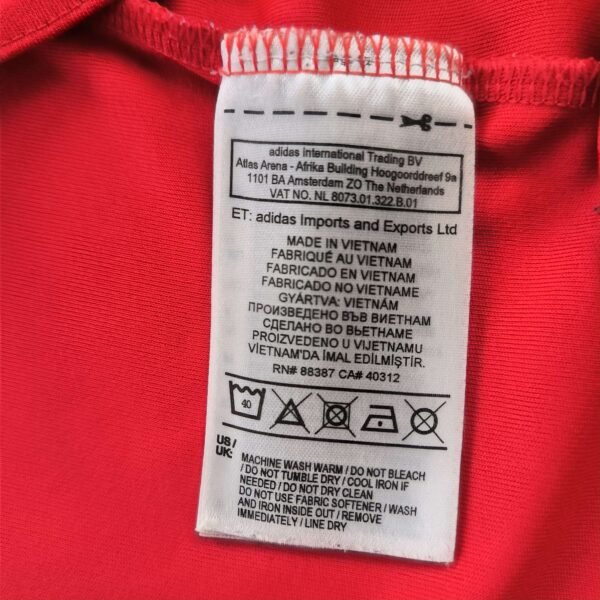 adidas International Trading BV
Atlas Arena - Afrika Building Hoogoorddreef 9a
1101 BA Amsterdam ZO The Netherlands
VAT NO. NL 8073.01.322.B.01
ET: adidas Imports and Exports Ltd
MADE IN VIETNAM
FABRIQUÉ AU VIETNAM
FABRICADO EN VIETNAM
FABRICADO NO VIETNAME
GYÁRTVA: VIETNÁM
ПРОИЗВЕДЕНО ВЪВ ВИЕТНАМ
СДЕЛАНО ВО ВЬЕТНАМЕ
PROIZVEDENO U VIJETNAMU
VİETNAM'DA İMAL EDİLMİŞTİR.
RN# 88387 CA# 40312
40
US /
UK:
MACHINE WASH WARM / DO NOT BLEACH
/ DO NOT TUMBLE DRY / COOL IRON IF
NEEDED / DO NOT DRY CLEAN
DO NOT USE FABRIC SOFTENER / WASH
AND IRON INSIDE OUT / REMOVE
IMMEDIATELY / LINE DRY